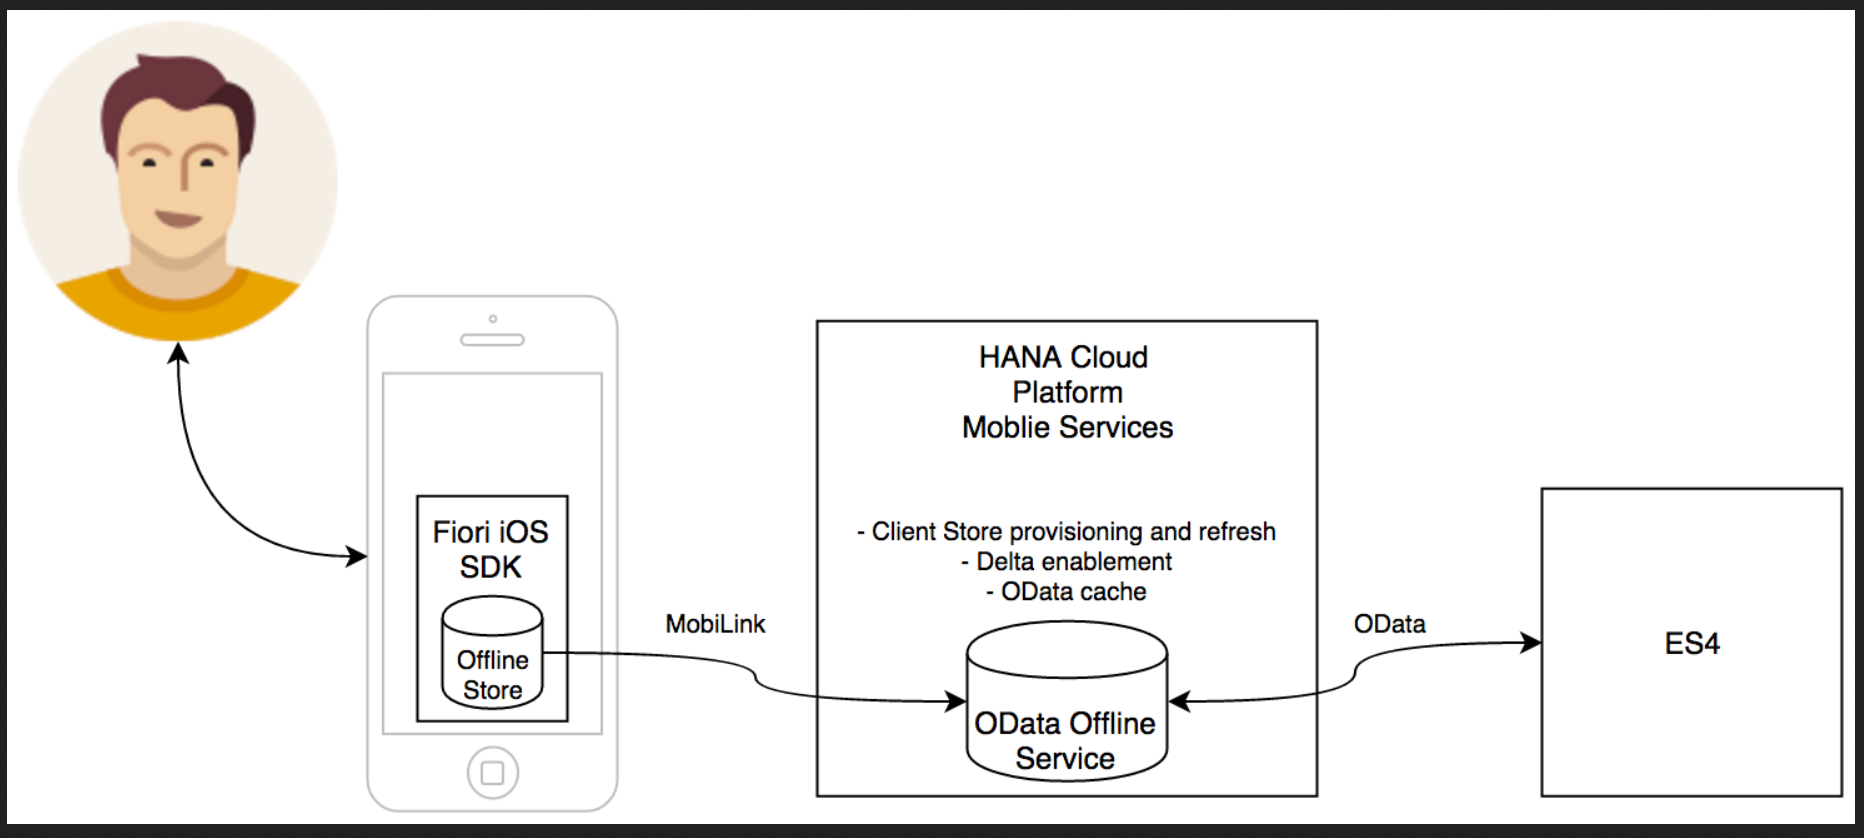 HANA Cloud
Platform
Moblie Services
Fiori iOS
SDK
Offline
Store
MobiLink
- Client Store provisioning and refresh
- Delta enablement
- OData cache
OData Offline
Service
OData
ES4